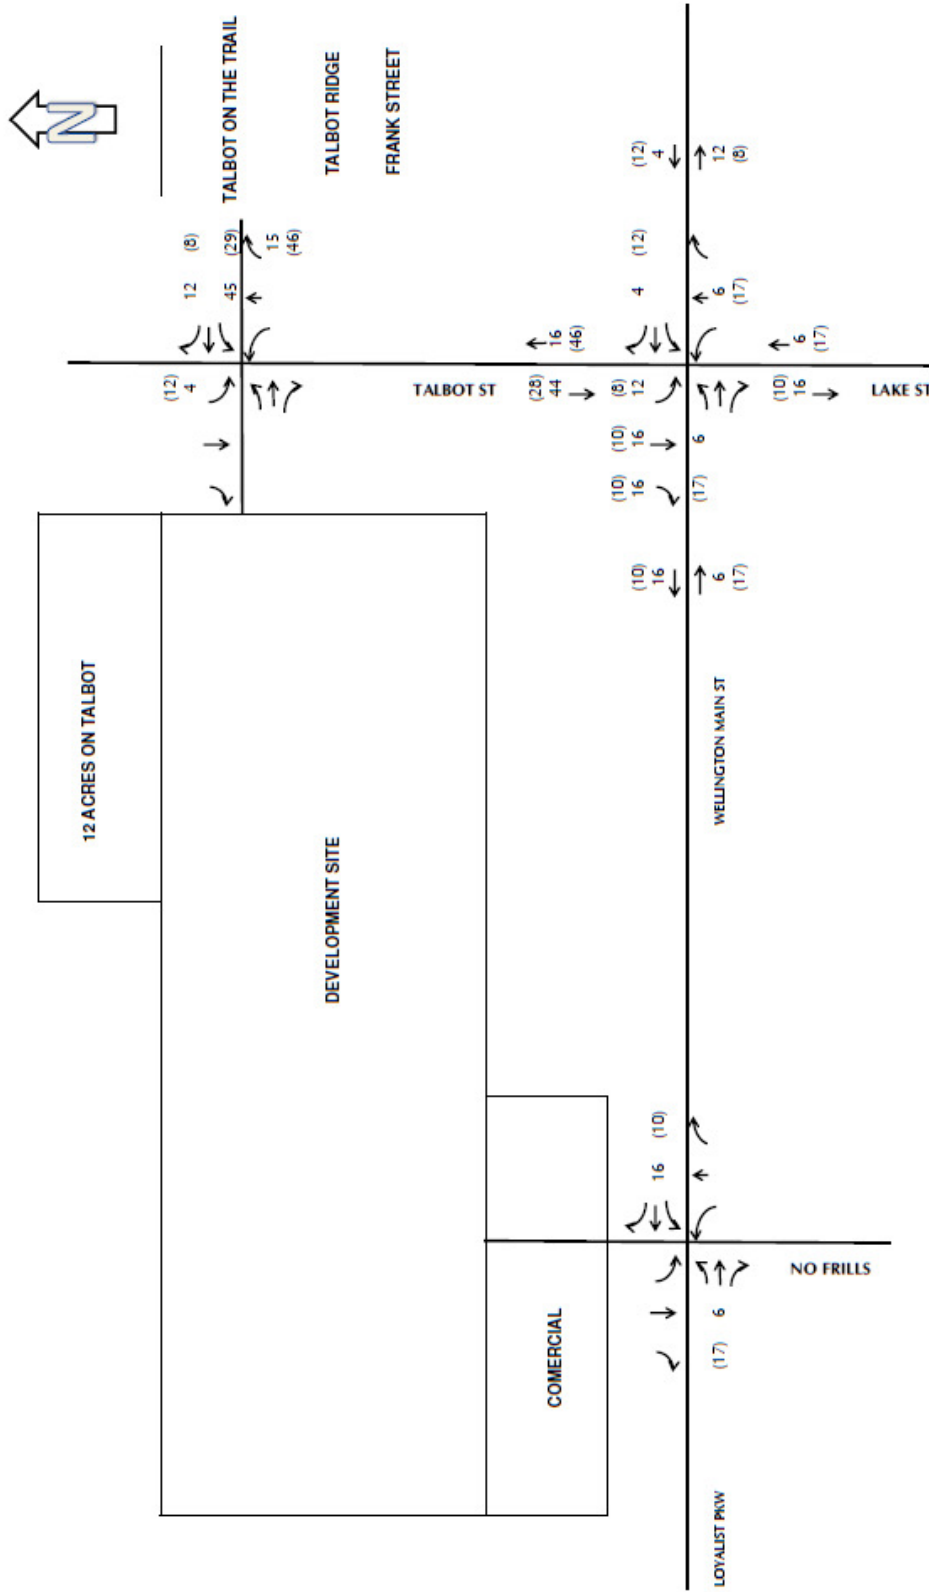 N
12 ACRES ON TALBOT
(12)
4 12 (8)
45 (29) TALBOT ON THE TRAIL
15
(46)
DEVELOPMENT SITE
TALBOT RIDGE
FRANK STREET
TALBOT ST
(28)
44 16
(46)
COMERCIAL
(10) (10) (8)
16 16 12 4 (12)
(10) (12)
16 (10) 16 4
(17) 6
LOYALIST PKW
(17) 6
WELLINGTON MAIN ST
6 6 12
(17) (17) (8)
(10)
16 6
(17)
NO FRILLS
LAKE ST